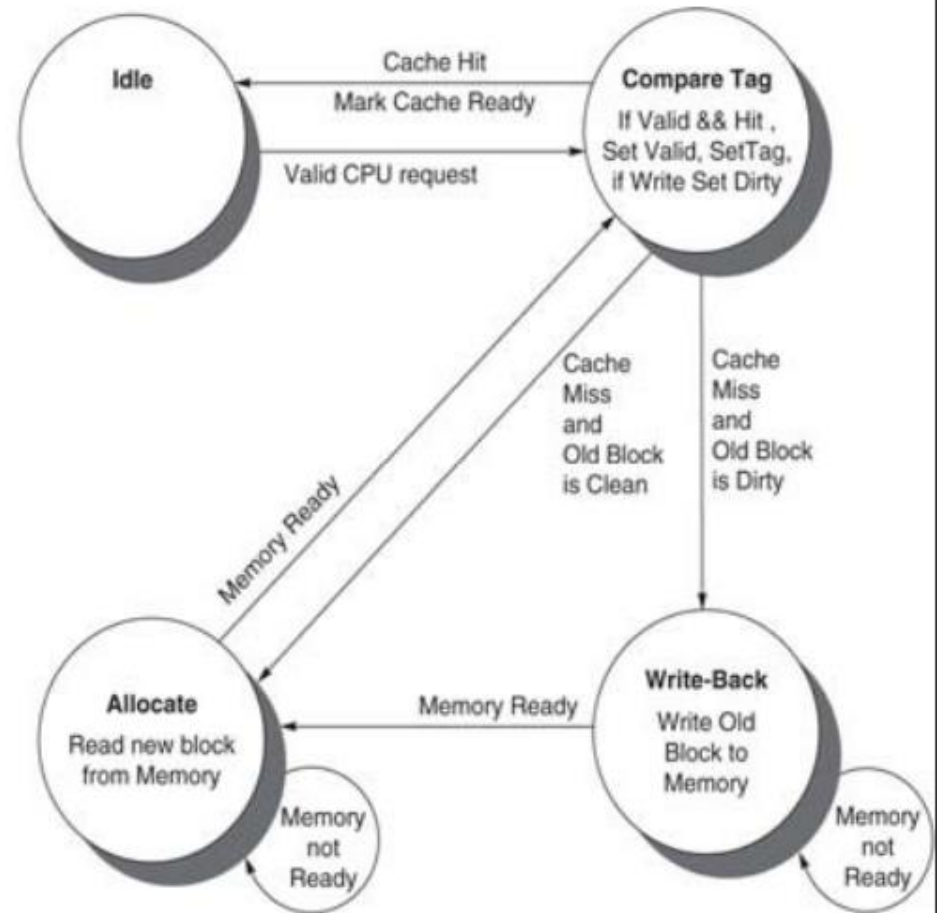 Idle
Cache Hit
Mark Cache Ready
Valid CPU request
Compare Tag
If Valid && Hit ,
Set Valid, SetTag,
if Write Set Dirty
Cache
Miss
and
Old Block
is Clean
Cache
Miss
and
Old Block
is Dirty
Memory Ready
Allocate
Read new block
from Memory
Memory
not
Ready
Memory Ready
Write-Back
Write Old
Block to
Memory
Memory
not
Ready